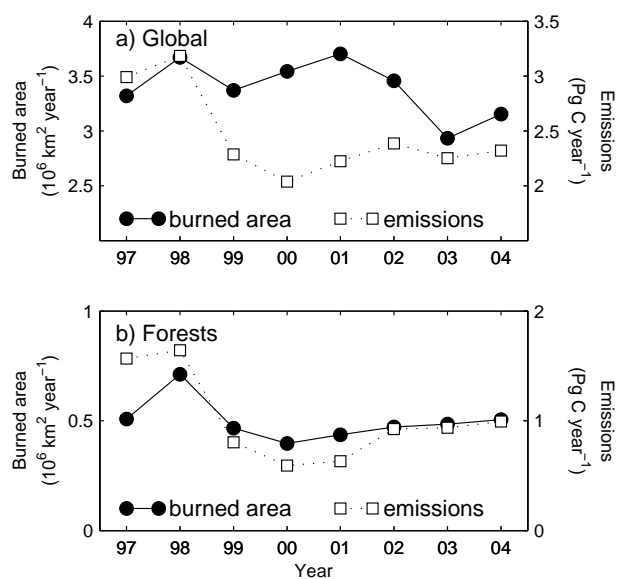 a) Global
4
3.5
3
2.5
3.5
3
2.5
2
Burned area
(10⁶ km² year⁻¹)
Emissions
(Pg C year⁻¹)
burned area
emissions
97 98 99 00 01 02 03 04
b) Forests
1
0.5
0
2
1
0
Burned area
(10⁶ km² year⁻¹)
Emissions
(Pg C year⁻¹)
burned area
emissions
97 98 99 00 01 02 03 04
Year